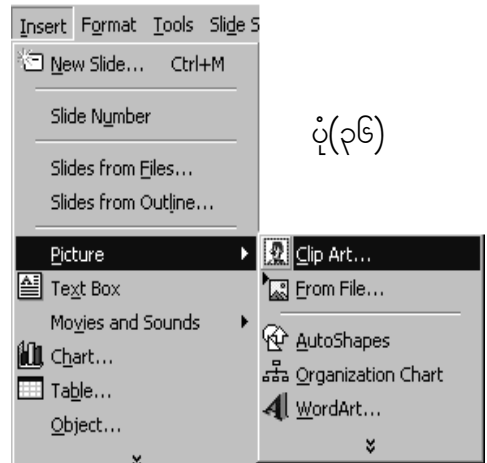 Insert Format Tools Slide S
New Slide... Ctrl+M
Slide Number
ပုံ(၃၆)
Slides from Files...
Slides from Outline...
Picture
Clip Art...
Text Box
From File...
Movies and Sounds
AutoShapes
Chart...
Organization Chart
Table...
WordArt...
Object...